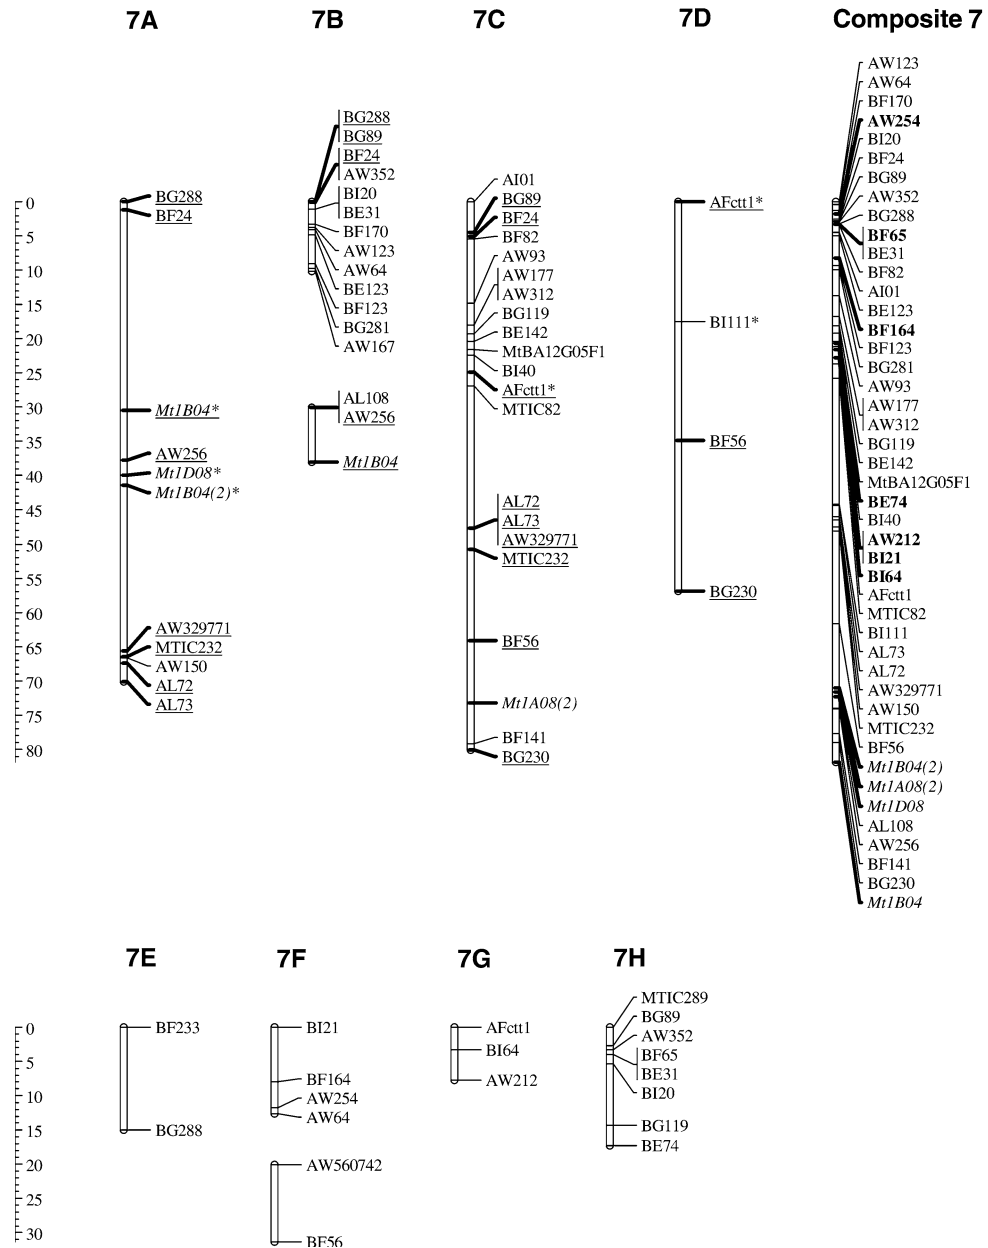 7A
7B
7C
7D
Composite 7
0
5
10
15
20
25
30
35
40
45
50
55
60
65
70
75
80
BG288
BF24
Mt1B04*
AW256
Mt1D08*
Mt1B04(2)*
AW329771
MTIC232
AW150
AL72
AL73
BG288
BG89
BF24
AW352
BI20
BE31
BF170
AW123
AW64
BE123
BF123
BG281
AW167
AL108
AW256
Mt1B04
AI01
BG89
BF24
BF82
AW93
AW177
AW312
BG119
BE142
MtBA12G05F1
BI40
AFctt1*
MTIC82
AL72
AL73
AW329771
MTIC232
BF56
Mt1A08(2)
BF141
BG230
AFctt1*
BI111*
BF56
BG230
AW123
AW64
BF170
AW254
BI20
BF24
BG89
AW352
BG288
BF65
BE31
BF82
AI01
BE123
BF164
BF123
BG281
AW93
AW177
AW312
BG119
BE142
MtBA12G05F1
BE74
BI40
AW212
BI21
BI64
AFctt1
MTIC82
BI111
AL73
AL72
AW329771
AW150
MTIC232
BF56
Mt1B04(2)
Mt1A08(2)
Mt1D08
AL108
AW256
BF141
BG230
Mt1B04
7E
7F
7G
7H
0
5
10
15
20
25
30
BF233
BG288
BI21
BF164
AW254
AW64
AW560742
BF56
AFctt1
BI64
AW212
MTIC289
BG89
AW352
BF65
BE31
BI20
BG119
BE74